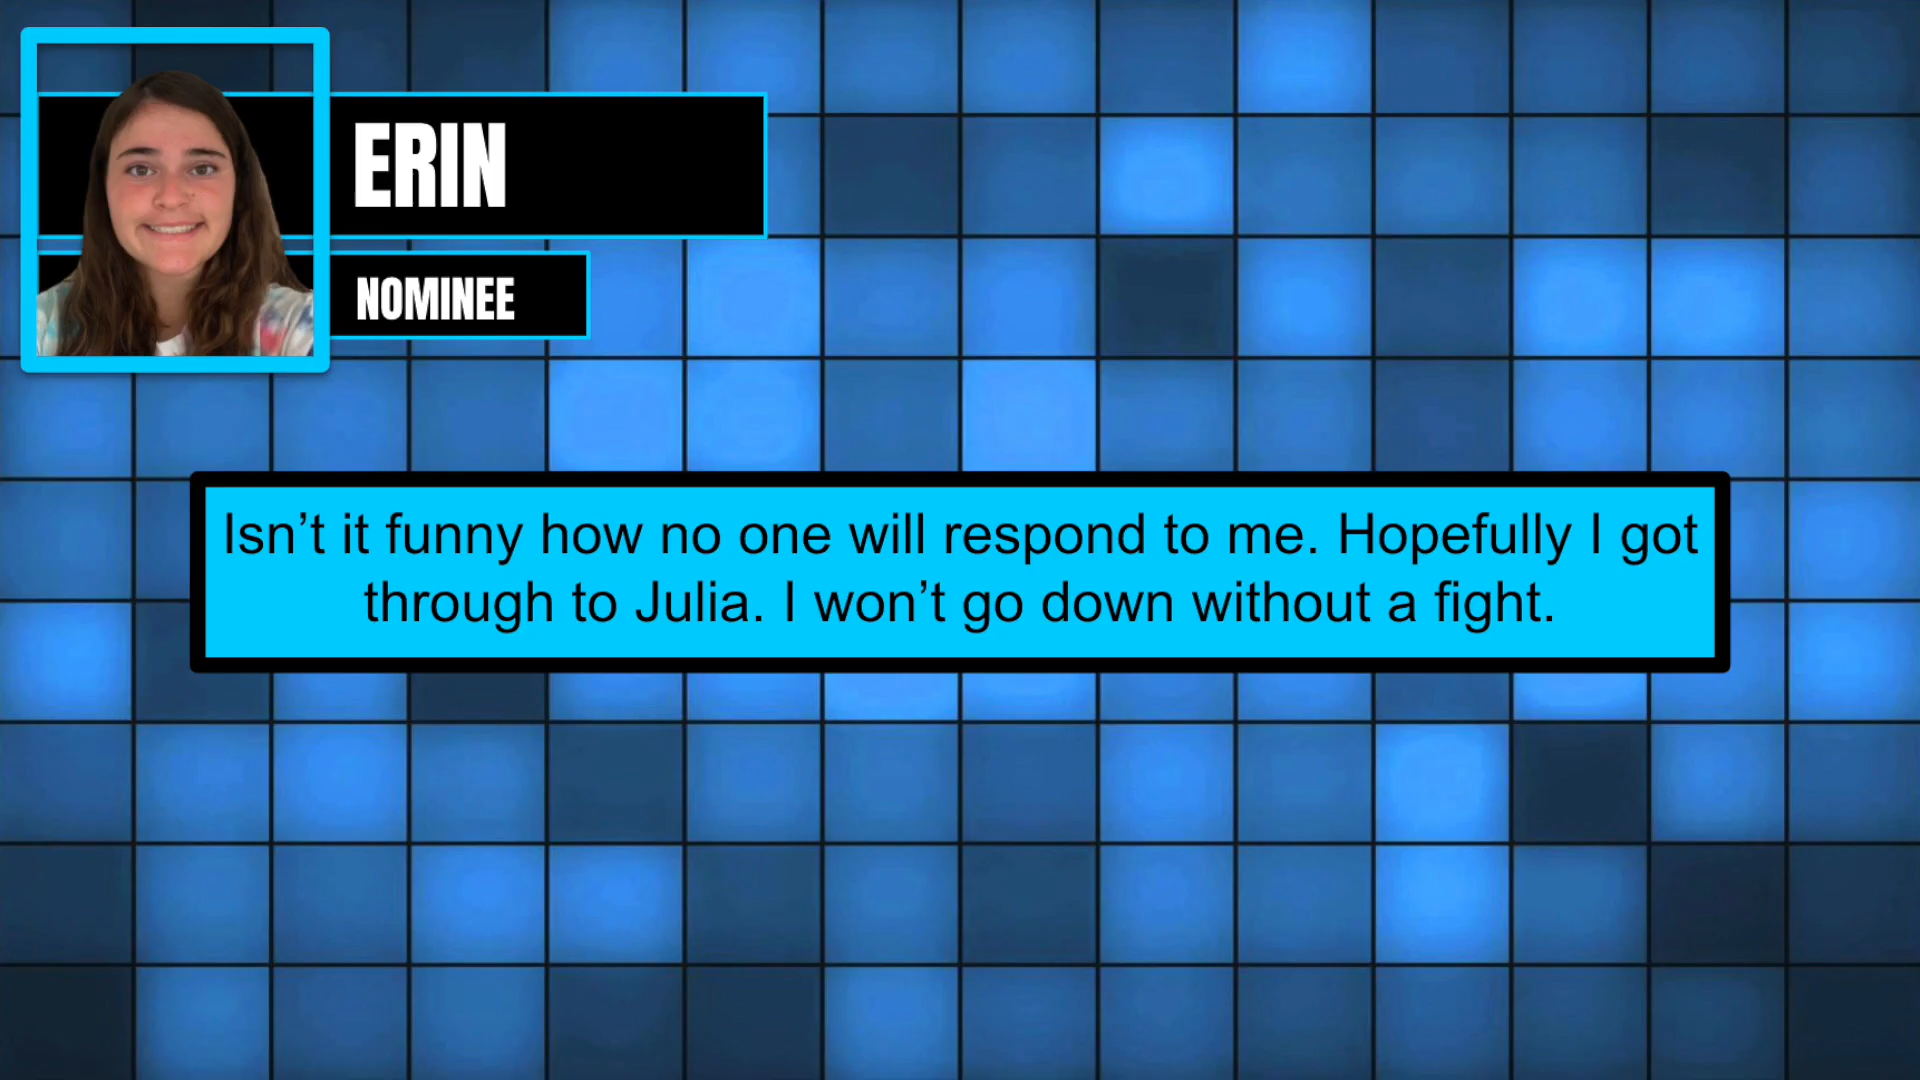 ERIN
NOMINEE
Isn’t it funny how no one will respond to me. Hopefully I got
through to Julia. I won’t go down without a fight.